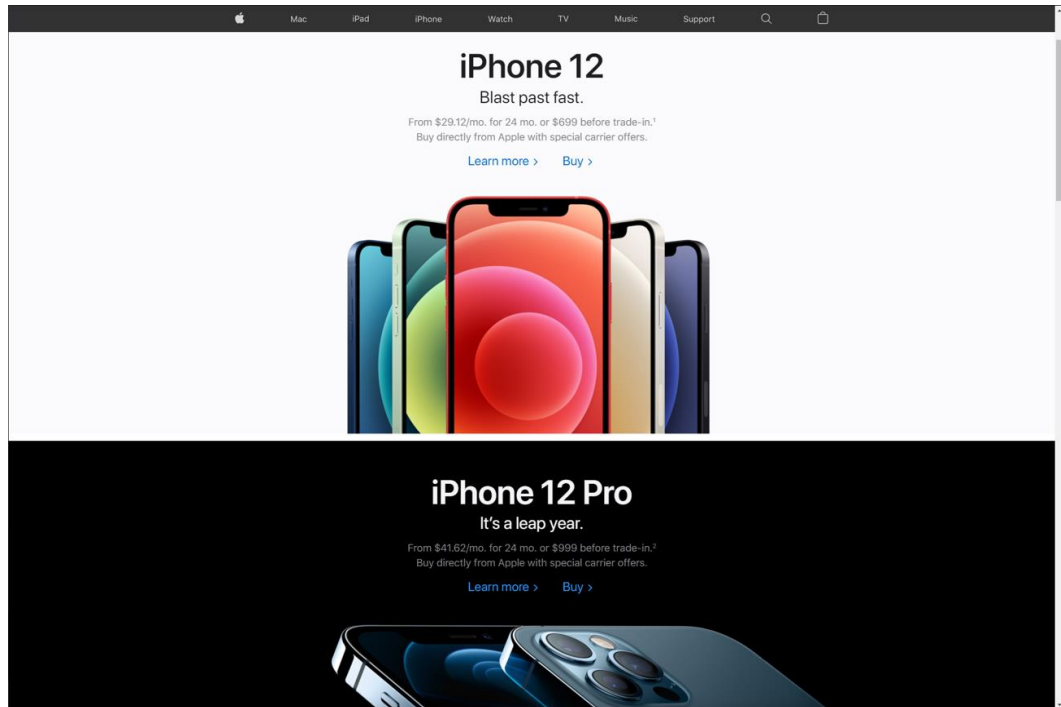 Mac iPad iPhone Watch TV Music Support
iPhone 12
Blast past fast.
From $29.12/mo. for 24 mo. or $699 before trade-in.¹
Buy directly from Apple with special carrier offers.
Learn more > Buy >
iPhone 12 Pro
It's a leap year.
From $41.62/mo. for 24 mo. or $999 before trade-in.²
Buy directly from Apple with special carrier offers.
Learn more > Buy >